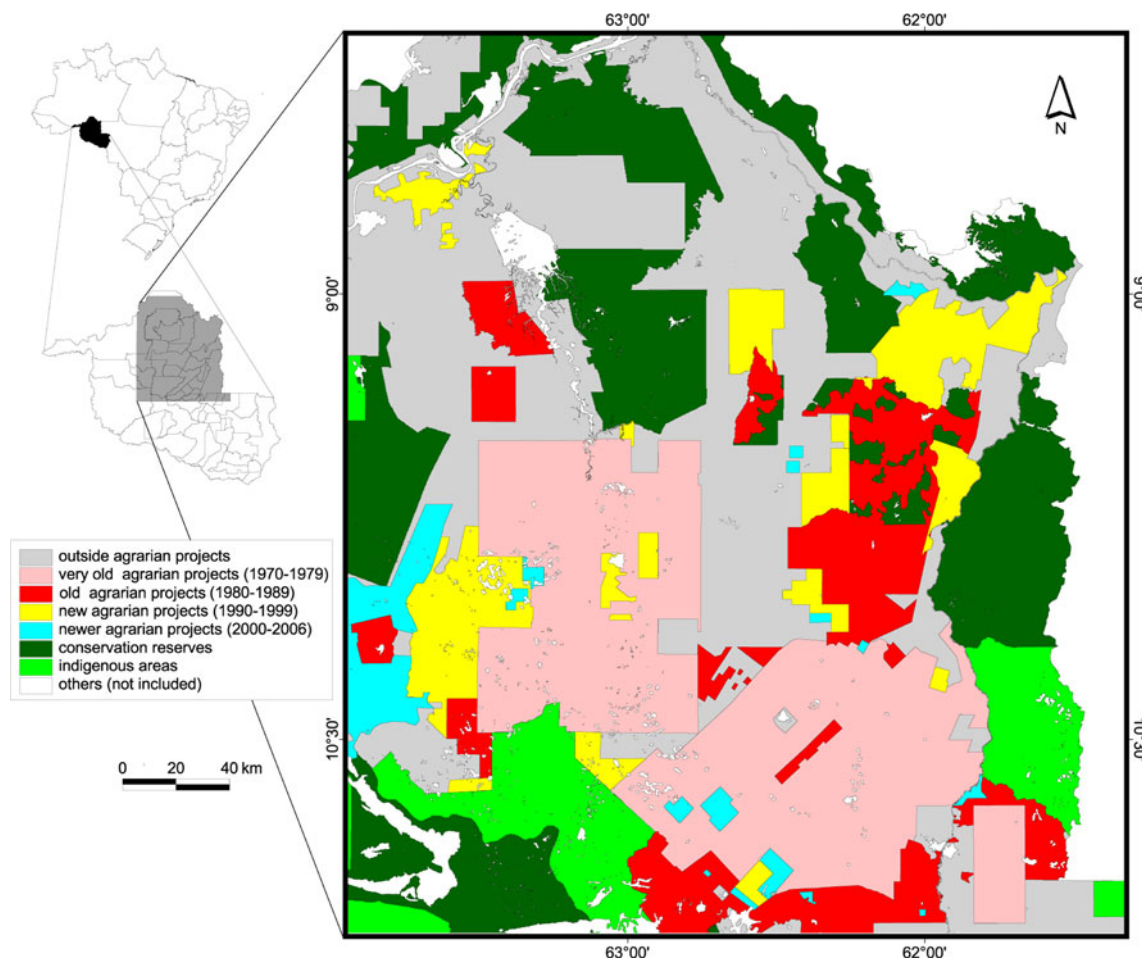 63°00' 62°00'
N
9°00' 9°00'
outside agrarian projects
very old agrarian projects (1970-1979)
old agrarian projects (1980-1989)
new agrarian projects (1990-1999)
newer agrarian projects (2000-2006)
conservation reserves
indigenous areas
others (not included)
10°30' 10°30'
0 20 40 km
63°00' 62°00'